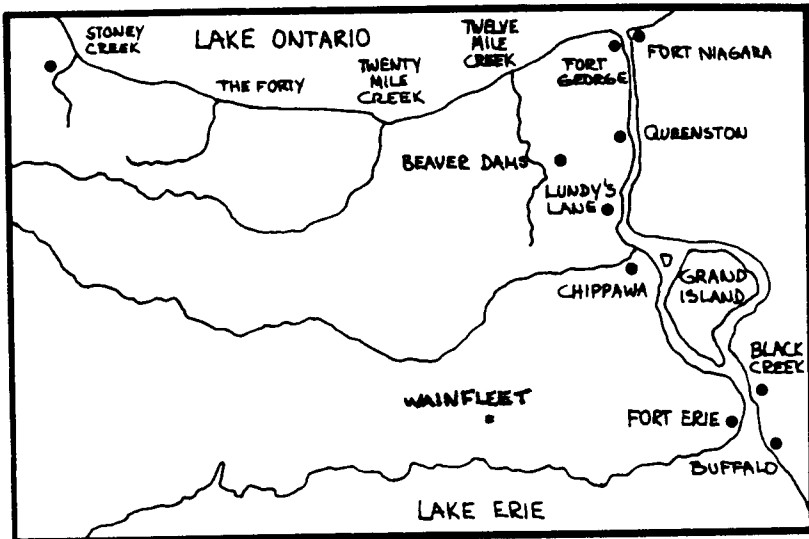 STONEY
CREEK
LAKE ONTARIO
THE FORTY
TWENTY
MILE
CREEK
TWELVE
MILE
CREEK
FORT
GEORGE
FORT NIAGARA
QUEENSTON
BEAVER DAMS
LUNDY'S
LANE
CHIPPAWA
GRAND
ISLAND
BLACK
CREEK
WAINFLEET
FORT ERIE
BUFFALO
LAKE ERIE